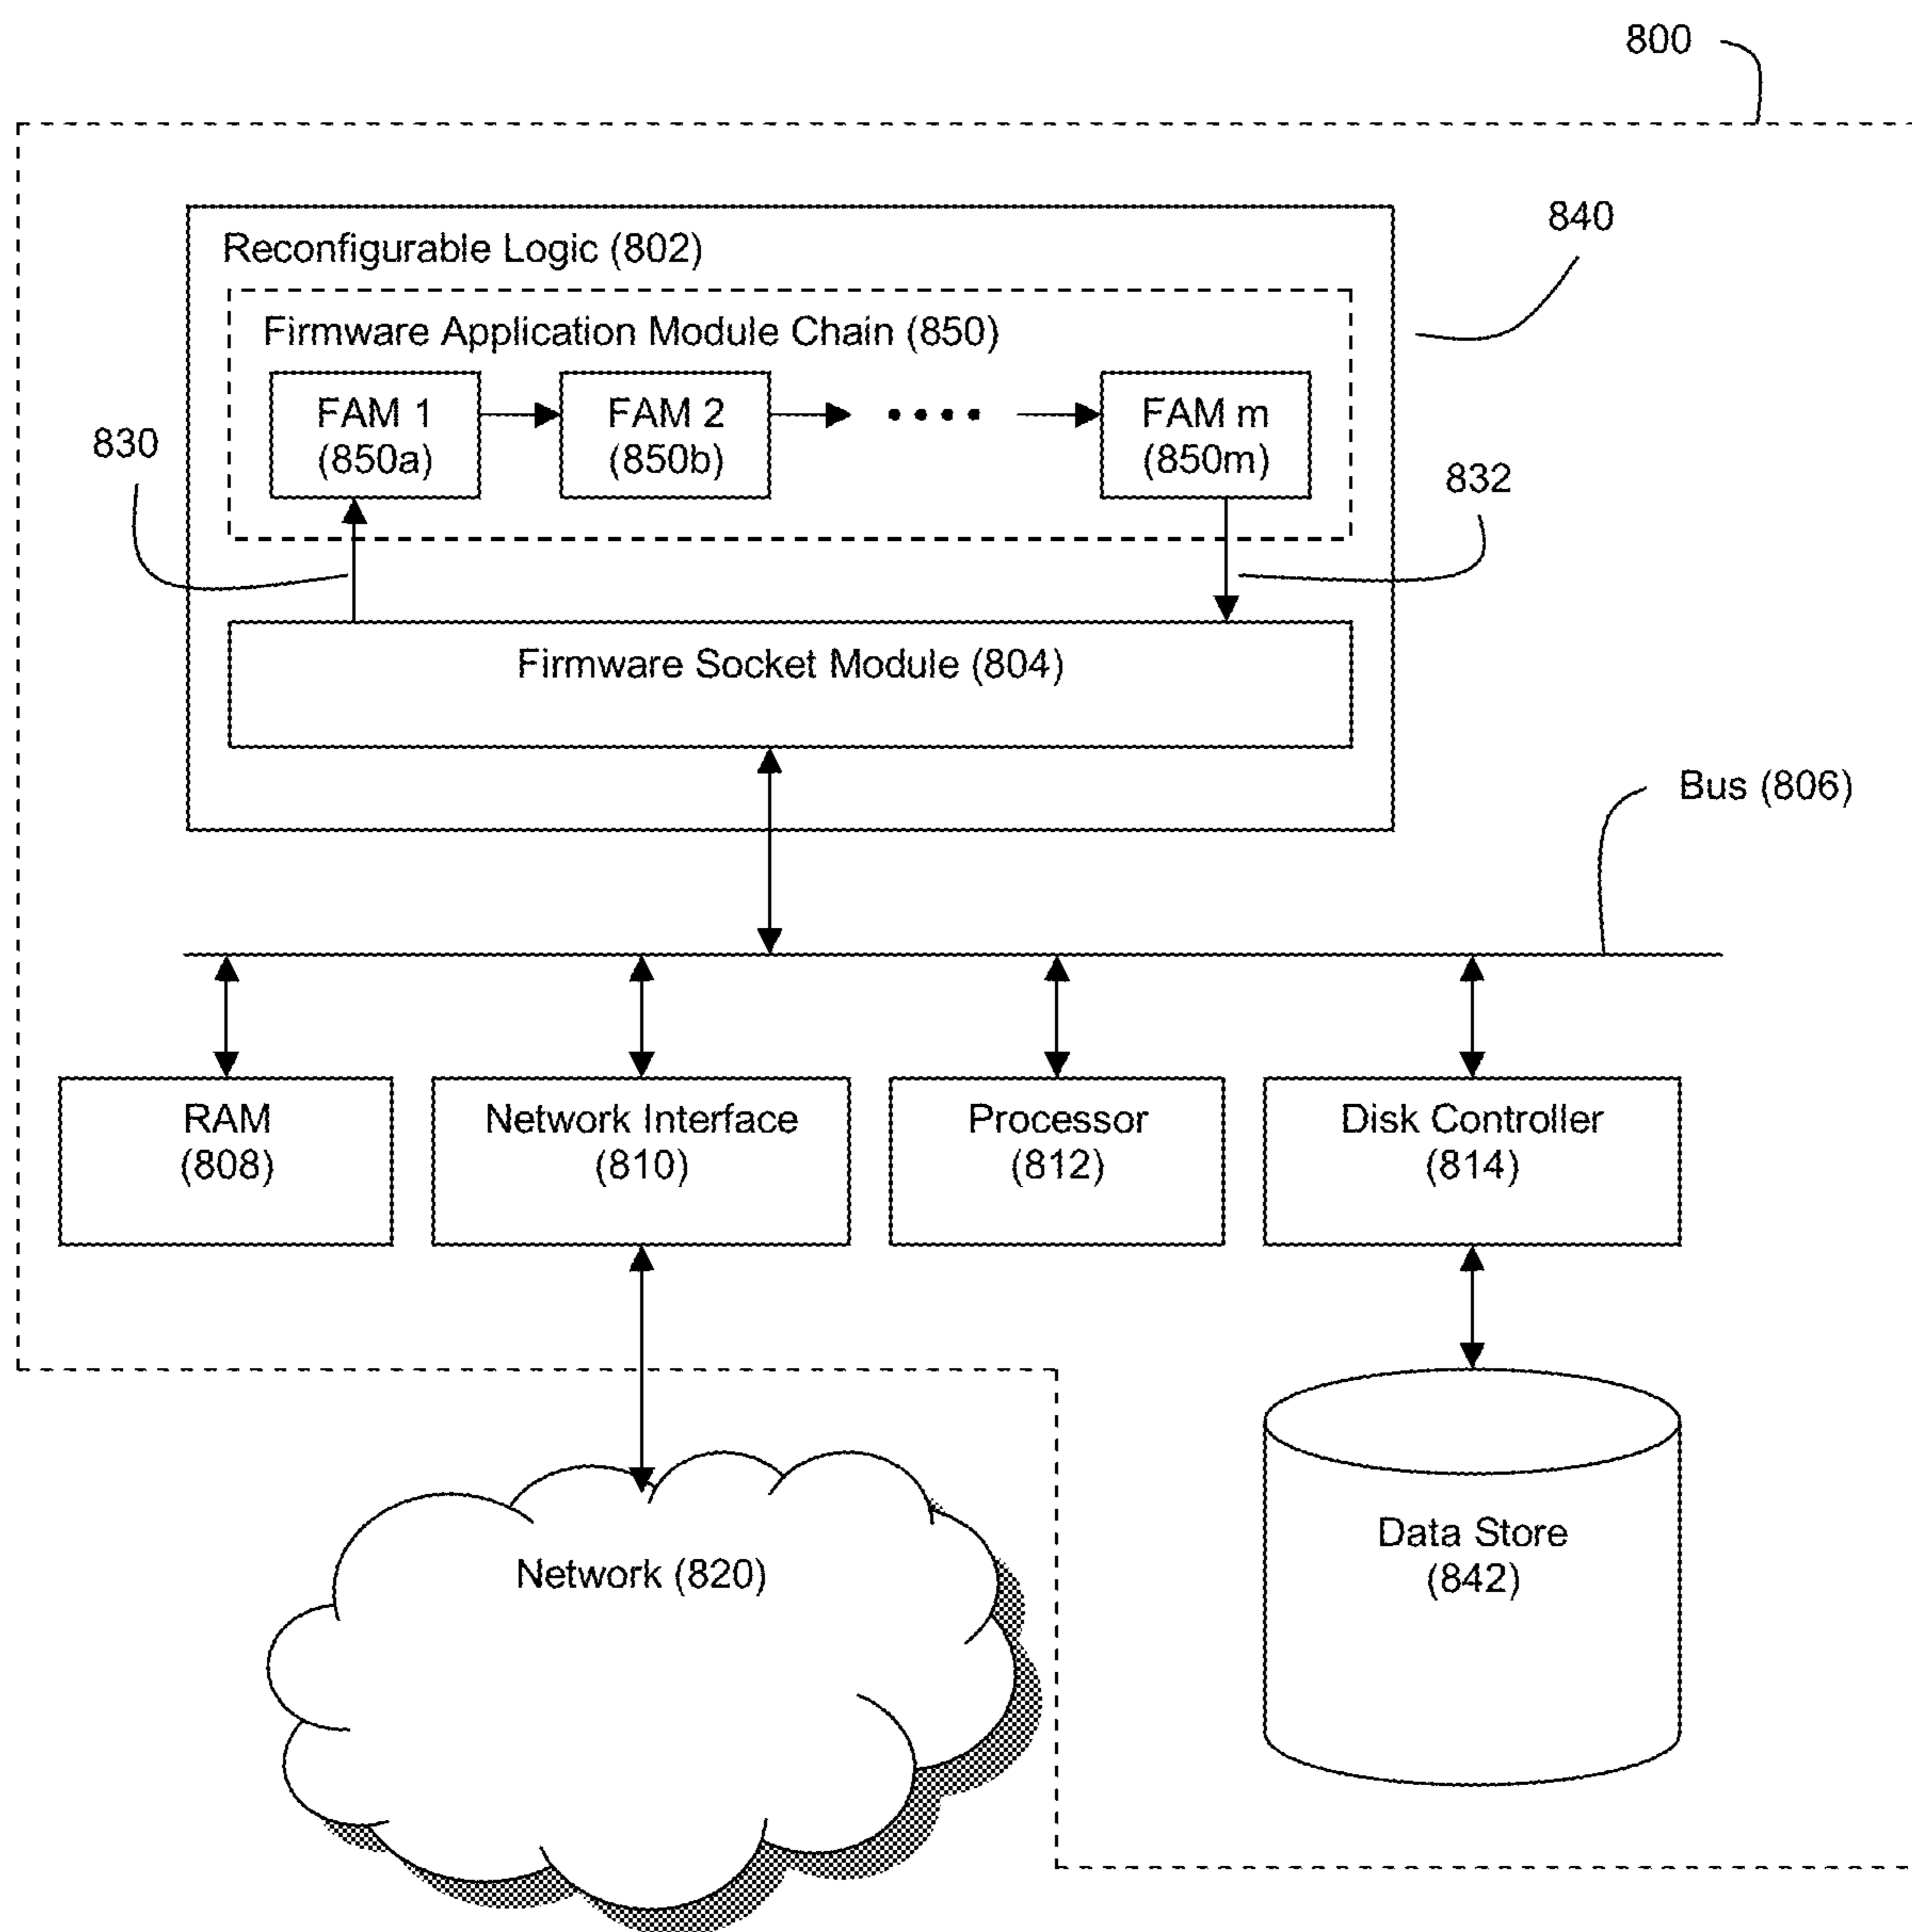 800
840
Reconfigurable Logic (802)
Firmware Application Module Chain (850)
FAM 1
(850a)
FAM 2
(850b)
FAM m
(850m)
830
832
Firmware Socket Module (804)
Bus (806)
RAM
(808)
Network Interface
(810)
Processor
(812)
Disk Controller
(814)
Network (820)
Data Store
(842)